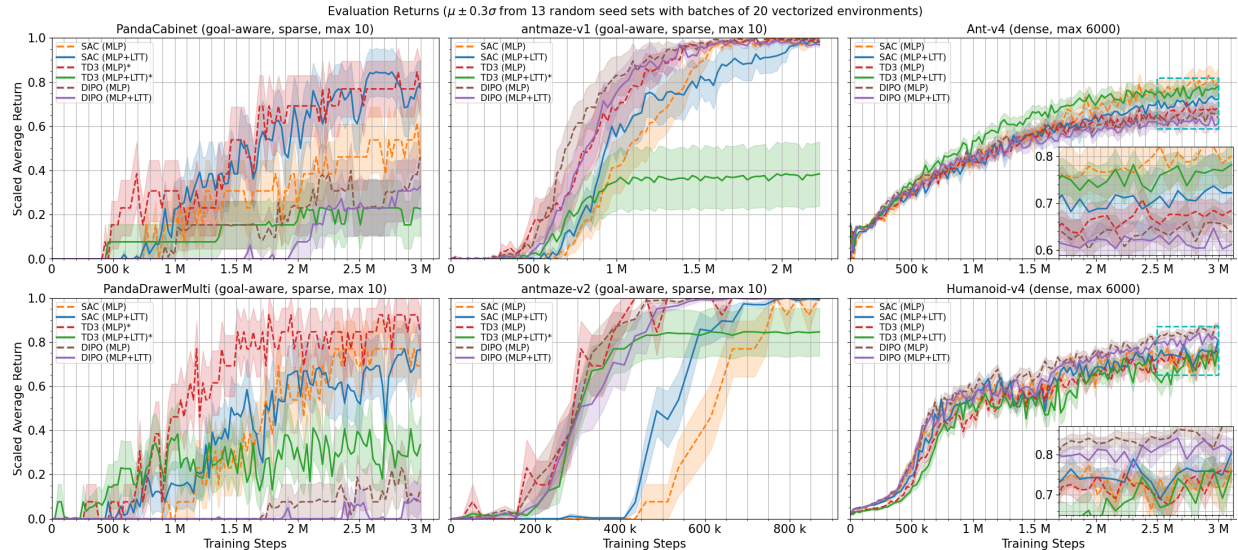 Evaluation Returns (μ ± 0.3σ from 13 random seed sets with batches of 20 vectorized environments)
PandaCabinet (goal-aware, sparse, max 10)
Scaled Average Return
1.0
0.8
0.6
0.4
0.2
0.0
SAC (MLP)
SAC (MLP+LTT)
TD3 (MLP)*
TD3 (MLP+LTT)*
DIPO (MLP)
DIPO (MLP+LTT)
0
500 k
1 M
1.5 M
2 M
2.5 M
3 M
antmaze-v1 (goal-aware, sparse, max 10)
SAC (MLP)
SAC (MLP+LTT)
TD3 (MLP)
TD3 (MLP+LTT)*
DIPO (MLP)
DIPO (MLP+LTT)
0
500 k
1 M
1.5 M
2 M
Ant-v4 (dense, max 6000)
SAC (MLP)
SAC (MLP+LTT)
TD3 (MLP)
TD3 (MLP+LTT)
DIPO (MLP)
DIPO (MLP+LTT)
0.8
0.7
0.6
0
500 k
1 M
1.5 M
2 M
2.5 M
3 M
PandaDrawerMulti (goal-aware, sparse, max 10)
Scaled Average Return
1.0
0.8
0.6
0.4
0.2
0.0
SAC (MLP)
SAC (MLP+LTT)
TD3 (MLP)*
TD3 (MLP+LTT)*
DIPO (MLP)
DIPO (MLP+LTT)
0
500 k
1 M
1.5 M
2 M
2.5 M
3 M
Training Steps
antmaze-v2 (goal-aware, sparse, max 10)
SAC (MLP)
SAC (MLP+LTT)
TD3 (MLP)
TD3 (MLP+LTT)*
DIPO (MLP)
DIPO (MLP+LTT)
0
200 k
400 k
600 k
800 k
Training Steps
Humanoid-v4 (dense, max 6000)
SAC (MLP)
SAC (MLP+LTT)
TD3 (MLP)
TD3 (MLP+LTT)
DIPO (MLP)
DIPO (MLP+LTT)
0.8
0.7
0
500 k
1 M
1.5 M
2 M
2.5 M
3 M
Training Steps